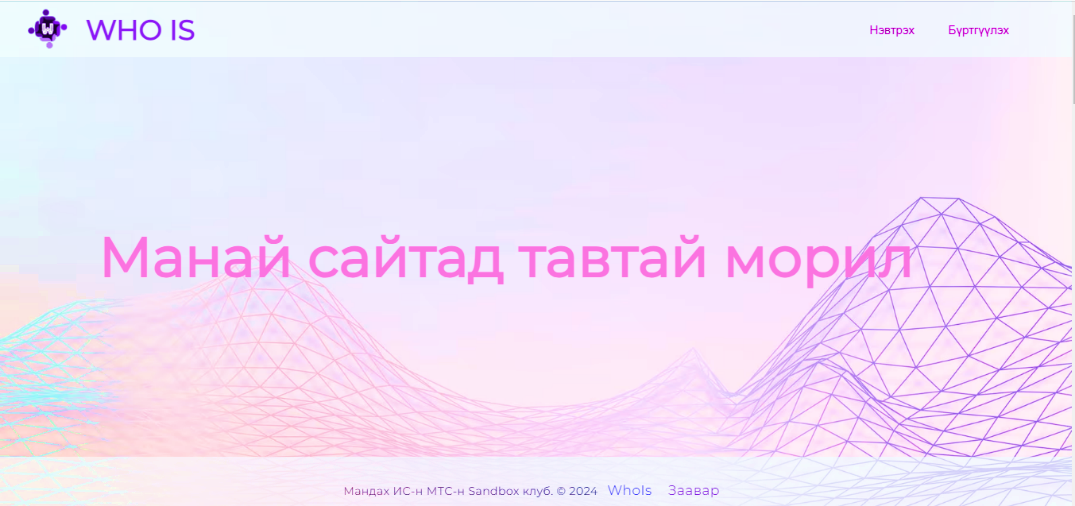 W WHO IS Нэвтрэх Бүртгүүлэх
Манай сайтад тавтай морил
Мандах ИС-н МТС-н Sandbox клуб. © 2024 WhoIs Заавар